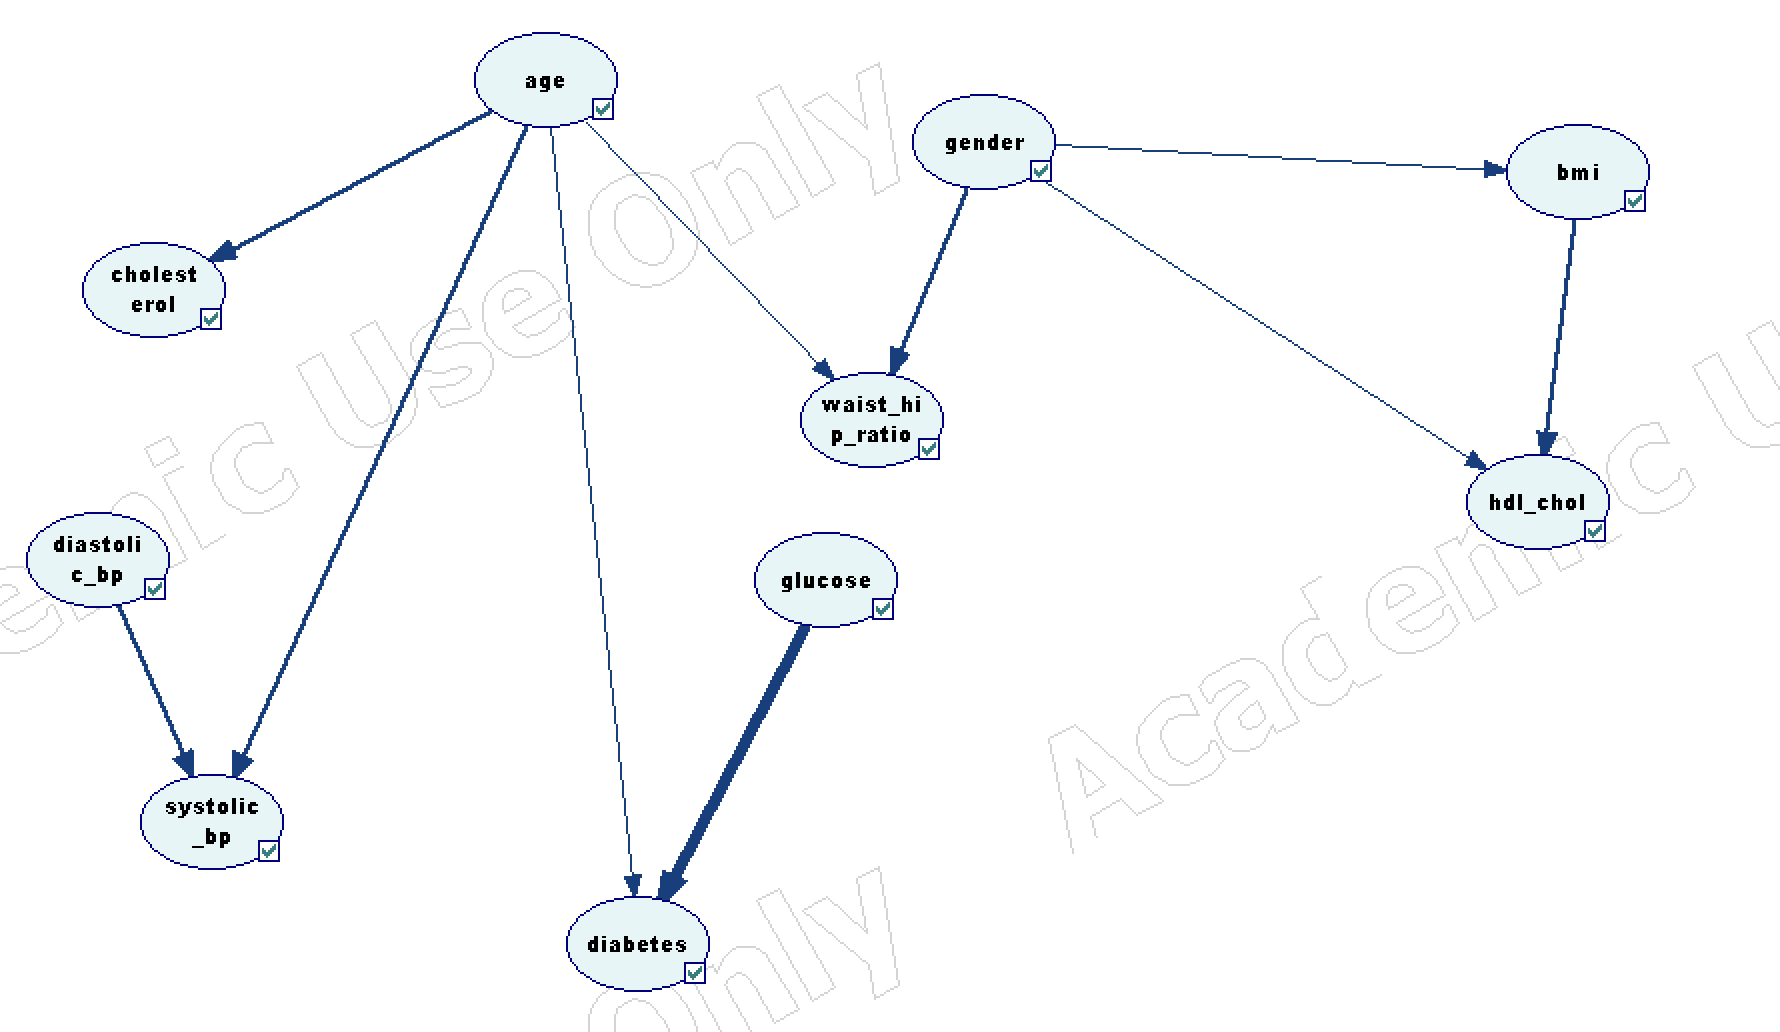 age
gender
bmi
cholest
erol
waist_hi
p_ratio
hdl_chol
diastoli
c_bp
glucose
systolic
_bp
diabetes
emic Use Only
Academic U
Only